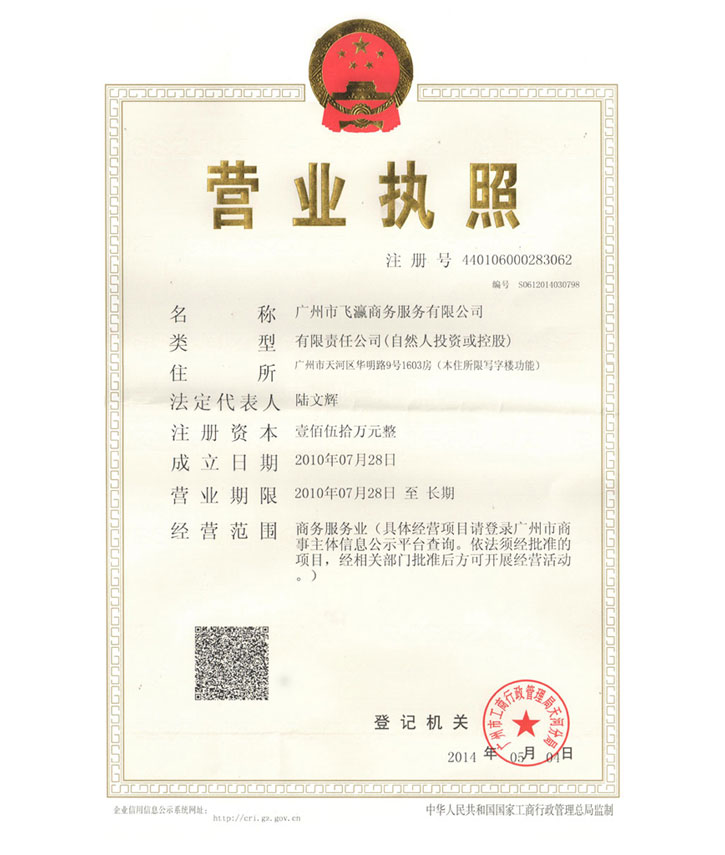 营业执照
注 册 号 440106000283062
编号 S0612014030798
名 称 广州市飞瀛商务服务有限公司
类 型 有限责任公司(自然人投资或控股)
住 所 广州市天河区华明路9号1603房（本住所限写字楼功能）
法定代表人 陆文辉
注 册 资 本 壹佰伍拾万元整
成 立 日 期 2010年07月28日
营 业 期 限 2010年07月28日 至 长期
经 营 范 围 商务服务业（具体经营项目请登录广州市商
事主体信息公示平台查询。依法须经批准的
项目，经相关部门批准后方可开展经营活动
。）
广州市工商行政管理局天河分局
登 记 机 关
2014 年 05月 04日
企业信用信息公示系统网址：
http://cri.gz.gov.cn
中华人民共和国国家工商行政管理总局监制